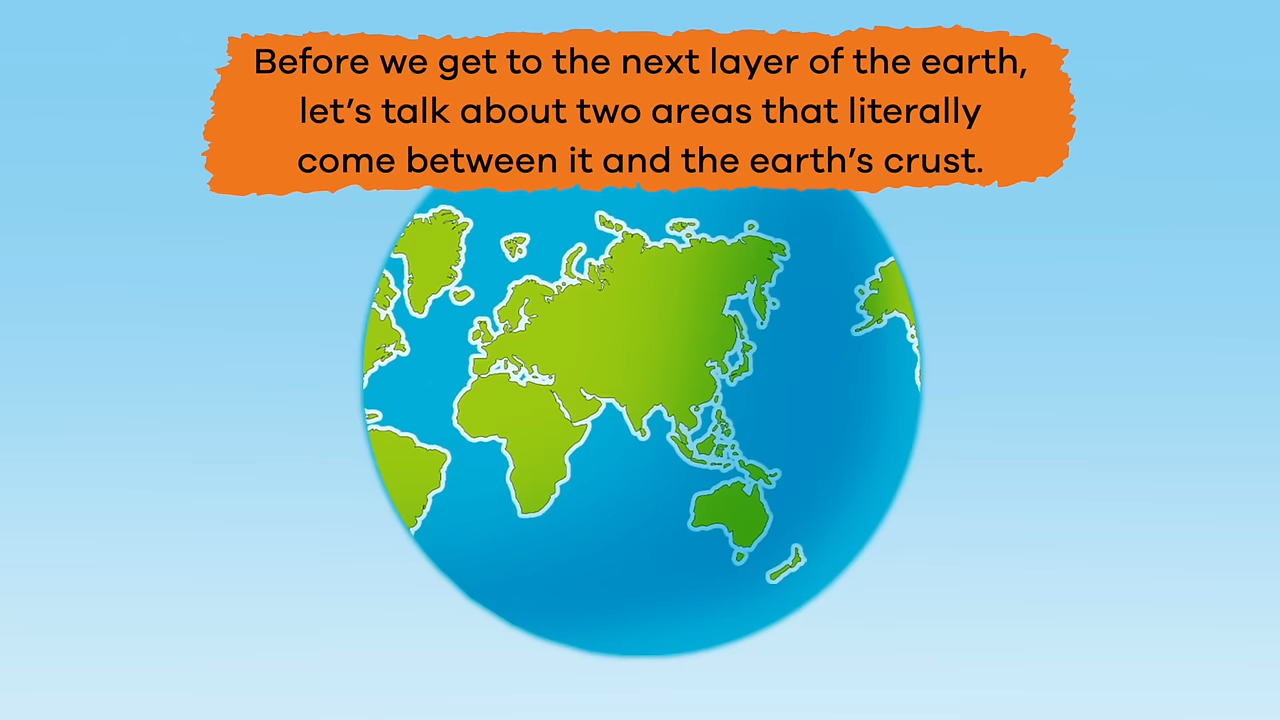 Before we get to the next layer of the earth,
let’s talk about two areas that literally
come between it and the earth’s crust.